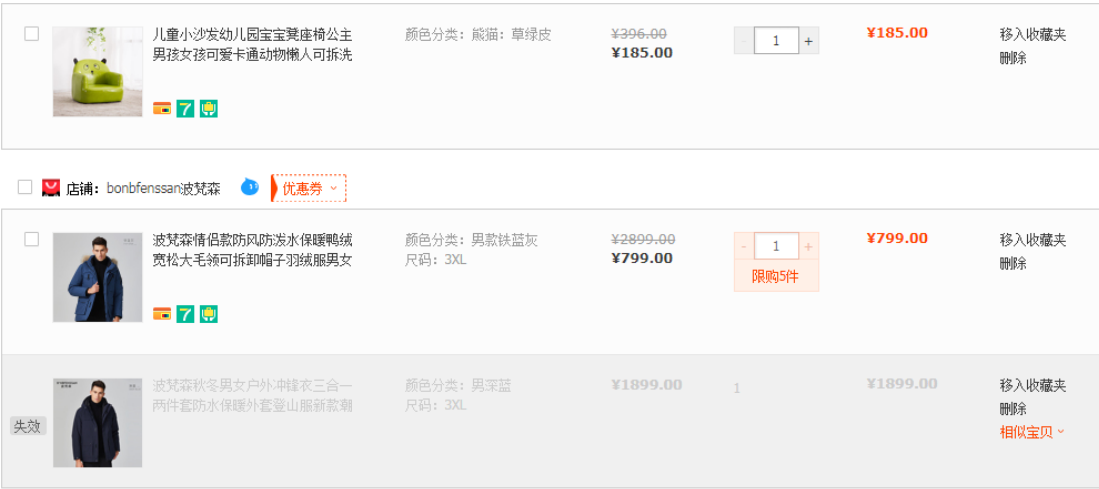 儿童小沙发幼儿园宝宝凳座椅公主
男孩女孩可爱卡通动物懒人可拆洗
颜色分类：熊猫：草绿皮
¥396.00
¥185.00
- 1 +
¥185.00
移入收藏夹
删除
7
店铺：bonbfenssan波梵森
优惠券
波梵森情侣款防风防泼水保暖鸭绒
宽松大毛领可拆卸帽子羽绒服男女
颜色分类：男款铁蓝灰
尺码：3XL
¥2899.00
¥799.00
- 1 +
限购5件
¥799.00
移入收藏夹
删除
7
失效
波梵森秋冬男女户外冲锋衣三合一
两件套防水保暖外套登山服新款潮
颜色分类：男深蓝
尺码：3XL
¥1899.00
1
¥1899.00
移入收藏夹
删除
相似宝贝